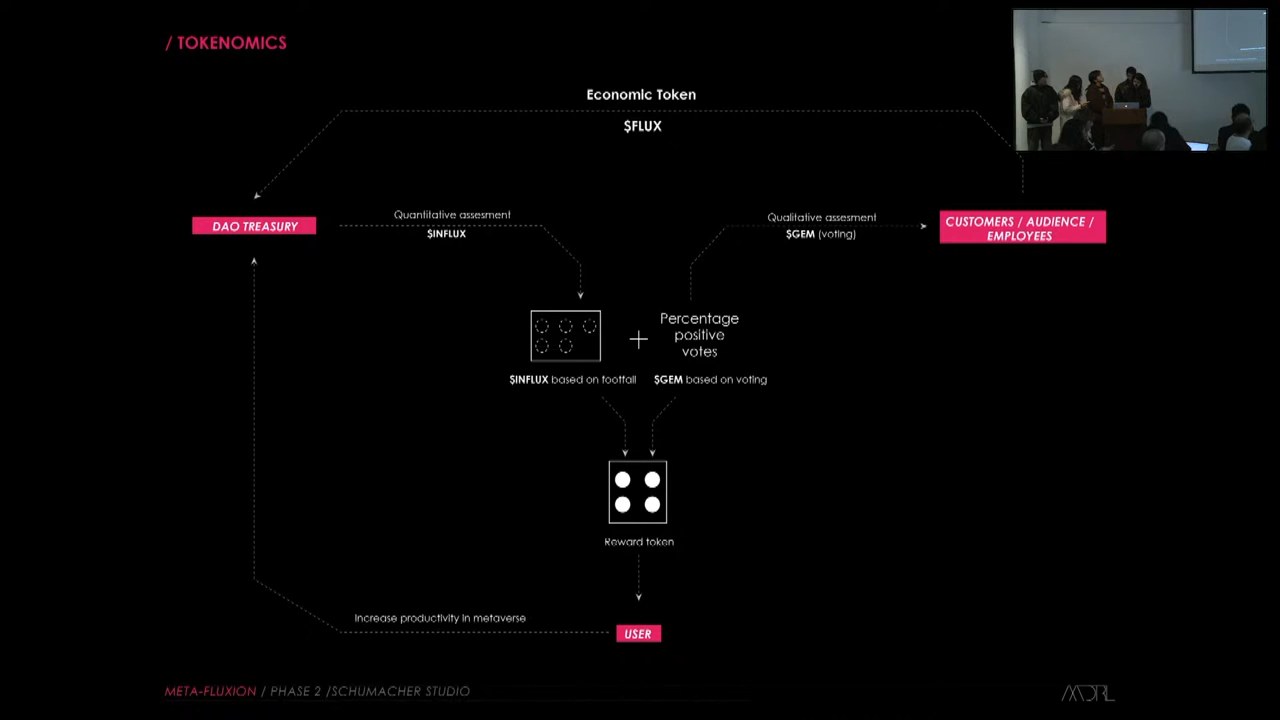 / TOKENOMICS
Economic Token
$FLUX
DAO TREASURY
Quantitative assesment
$INFLUX
Qualitative assesment
$GEM (voting)
CUSTOMERS / AUDIENCE /
EMPLOYEES
Percentage
positive
votes
$INFLUX based on footfall
$GEM based on voting
Reward token
Increase productivity in metaverse
USER
META-FLUXION / PHASE 2 /SCHUMACHER STUDIO
DRL